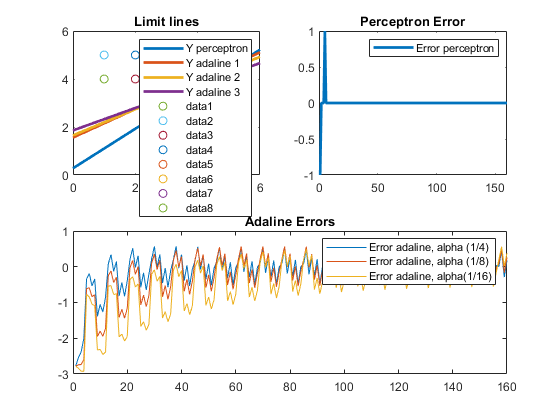 Limit lines
6
4
2
0
0
2
6
Y perceptron
Y adaline 1
Y adaline 2
Y adaline 3
data1
data2
data3
data4
data5
data6
data7
data8
Perceptron Error
1
0.5
0
-0.5
-1
0
50
100
150
Error perceptron
Adaline Errors
1
0
-1
-2
-3
0
20
40
60
80
100
120
140
160
Error adaline, alpha (1/4)
Error adaline, alpha (1/8)
Error adaline, alpha(1/16)